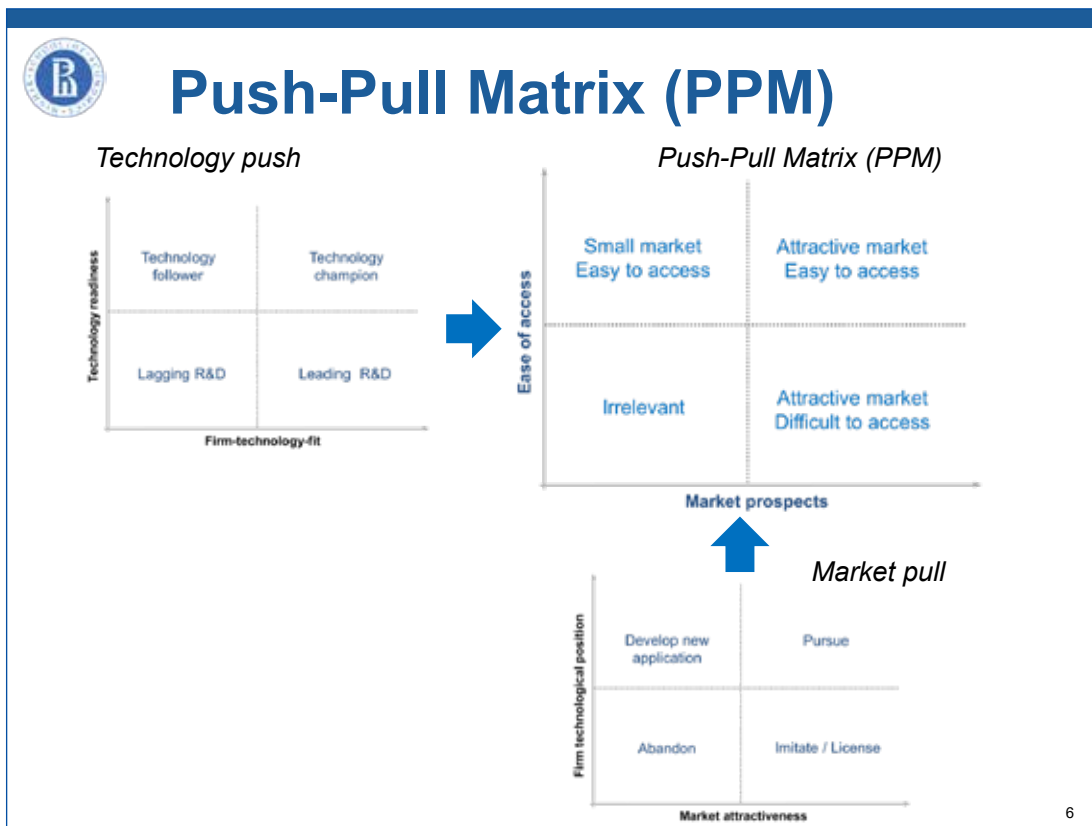 Push-Pull Matrix (PPM)
Technology push
Technology readiness
Technology
follower
Technology
champion
Lagging R&D
Leading R&D
Firm-technology-fit
Push-Pull Matrix (PPM)
Ease of access
Small market
Easy to access
Attractive market
Easy to access
Irrelevant
Attractive market
Difficult to access
Market prospects
Market pull
Firm technological position
Develop new
application
Pursue
Abandon
Imitate / License
Market attractiveness
6